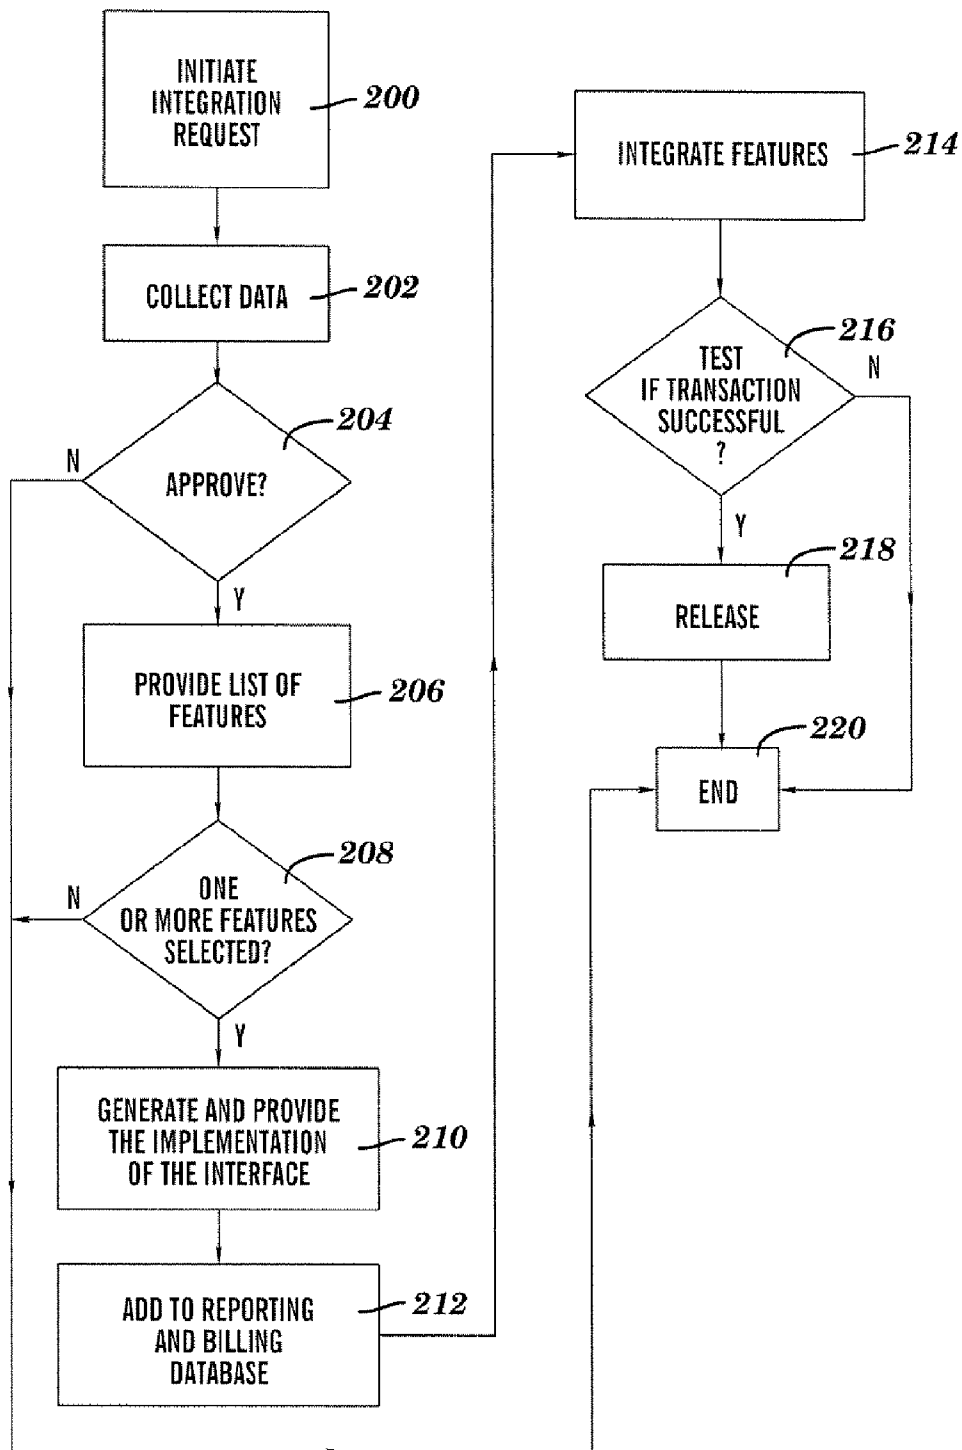 INITIATE
INTEGRATION
REQUEST
200
COLLECT DATA
202
APPROVE?
204
N
Y
PROVIDE LIST OF
FEATURES
206
ONE
OR MORE FEATURES
SELECTED?
208
N
Y
GENERATE AND PROVIDE
THE IMPLEMENTATION
OF THE INTERFACE
210
ADD TO REPORTING
AND BILLING
DATABASE
212
INTEGRATE FEATURES
214
TEST
IF TRANSACTION
SUCCESSFUL
?
216
N
Y
RELEASE
218
END
220